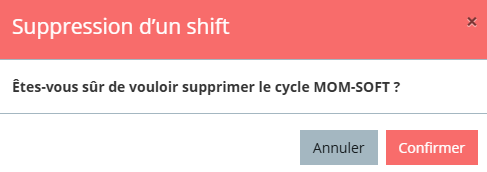 Suppression d'un shift
×
Êtes-vous sûr de vouloir supprimer le cycle MOM-SOFT ?
Annuler
Confirmer